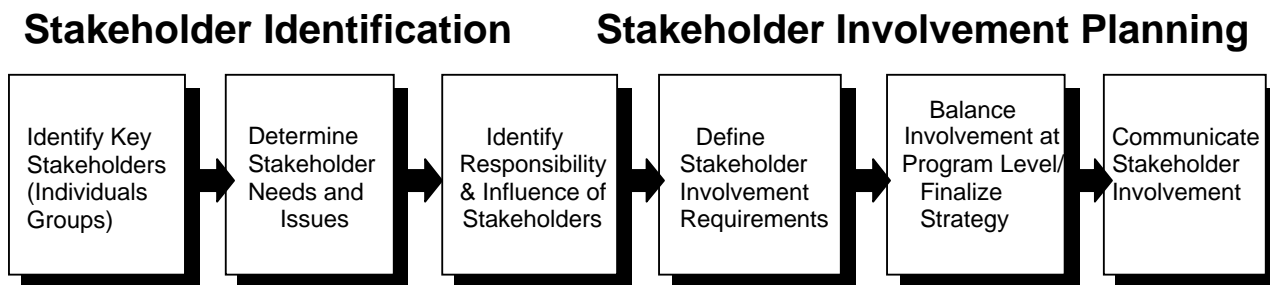 Stakeholder Identification
Stakeholder Involvement Planning
Identify Key
Stakeholders
(Individuals
Groups)
Determine
Stakeholder
Needs and
Issues
Identify
Responsibility
& Influence of
Stakeholders
Define
Stakeholder
Involvement
Requirements
Balance
Involvement at
Program Level/
Finalize
Strategy
Communicate
Stakeholder
Involvement